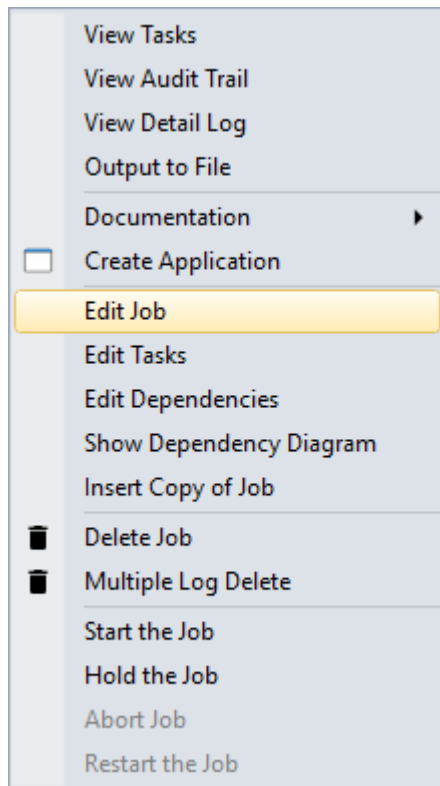 View Tasks
View Audit Trail
View Detail Log
Output to File
Documentation
Create Application
Edit Job
Edit Tasks
Edit Dependencies
Show Dependency Diagram
Insert Copy of Job
Delete Job
Multiple Log Delete
Start the Job
Hold the Job
Abort Job
Restart the Job